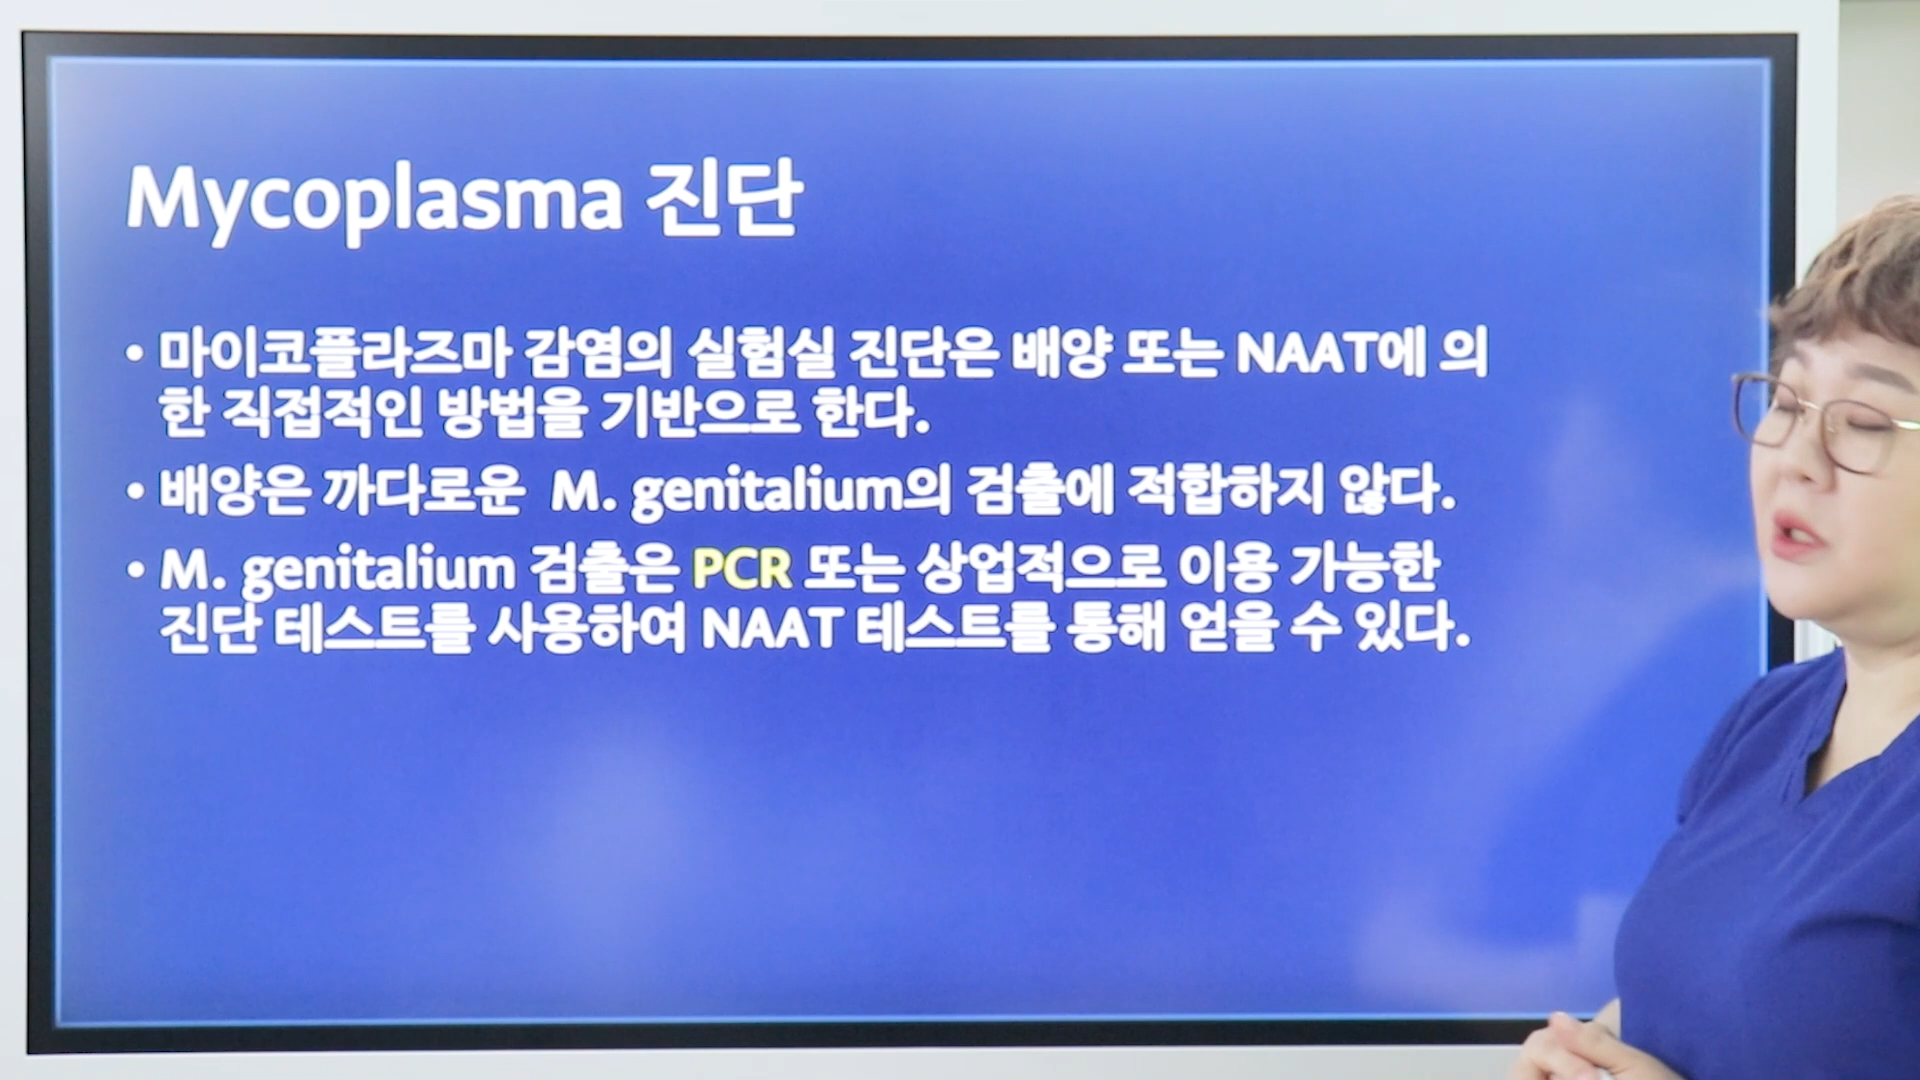 Mycoplasma 진단
• 마이코플라즈마 감염의 실험실 진단은 배양 또는 NAAT에 의
한 직접적인 방법을 기반으로 한다.
• 배양은 까다로운 M. genitalium의 검출에 적합하지 않다.
• M. genitalium 검출은 PCR 또는 상업적으로 이용 가능한
진단 테스트를 사용하여 NAAT 테스트를 통해 얻을 수 있다.